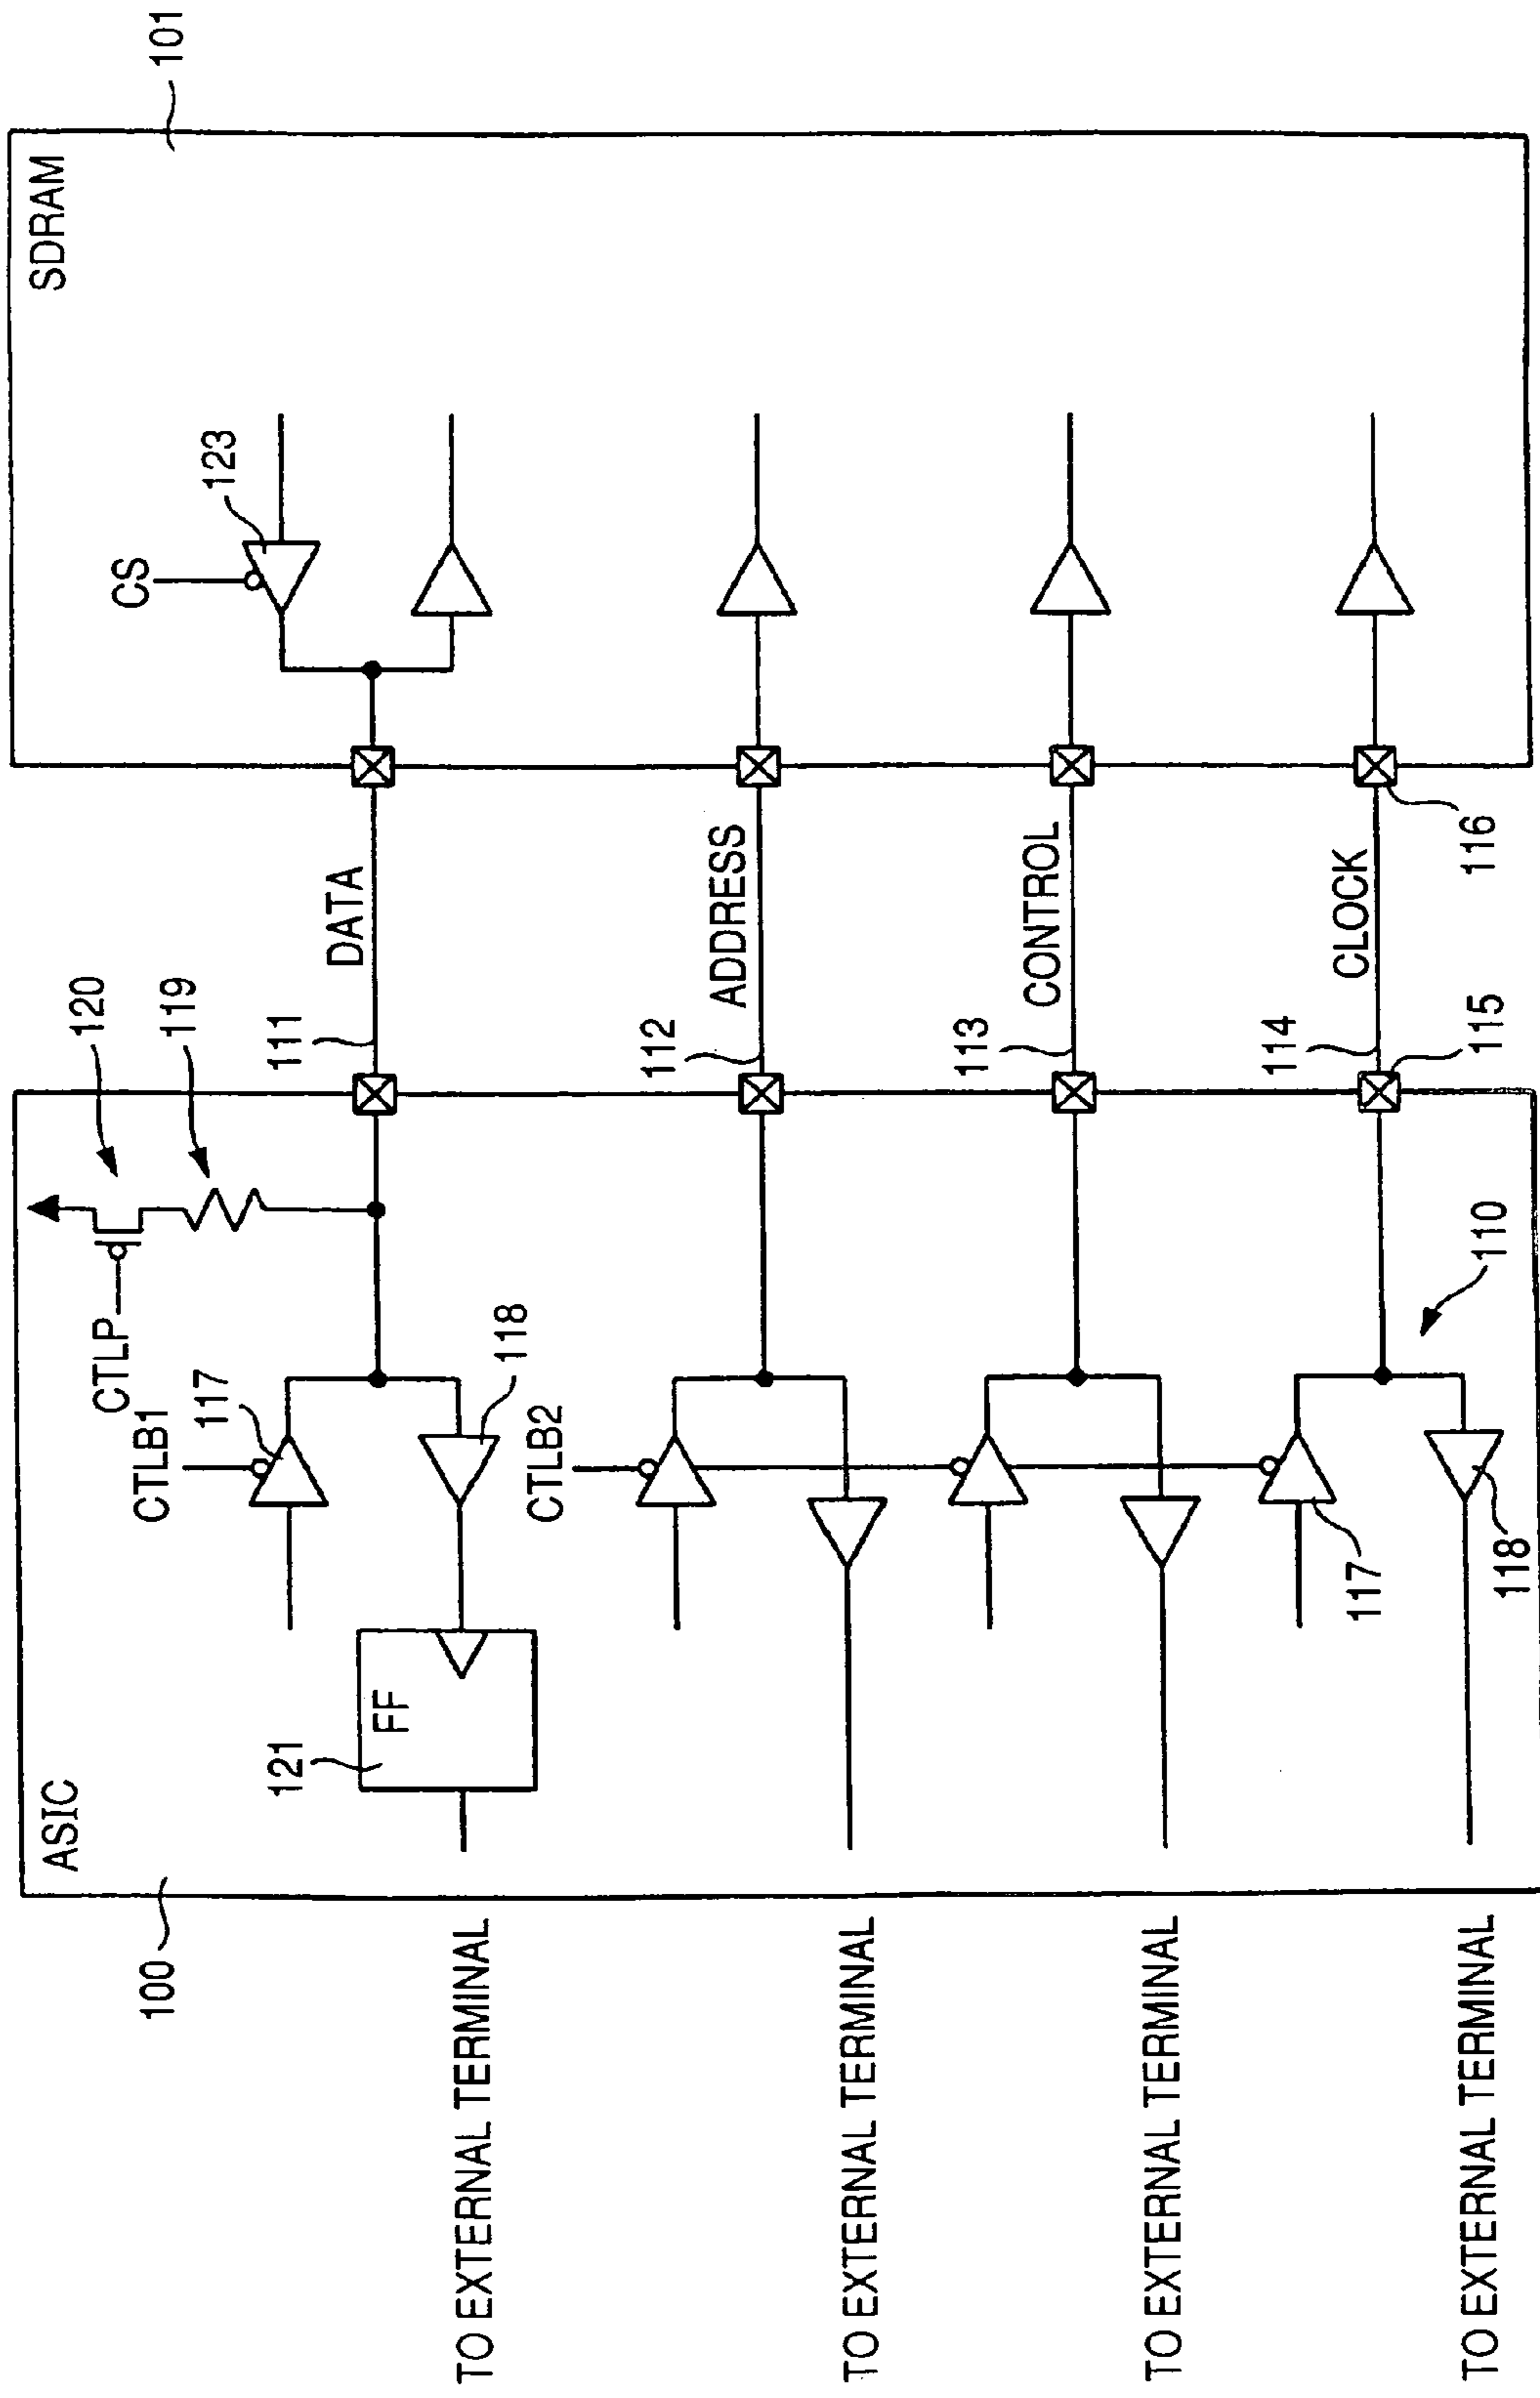 ASIC
SDRAM
100
101
120
119
CTLP
CTLB1
117
118
111
DATA
CS
123
121
FF
TO EXTERNAL TERMINAL
CTLB2
112
ADDRESS
TO EXTERNAL TERMINAL
113
CONTROL
TO EXTERNAL TERMINAL
117
118
110
114
CLOCK
115
116
TO EXTERNAL TERMINAL